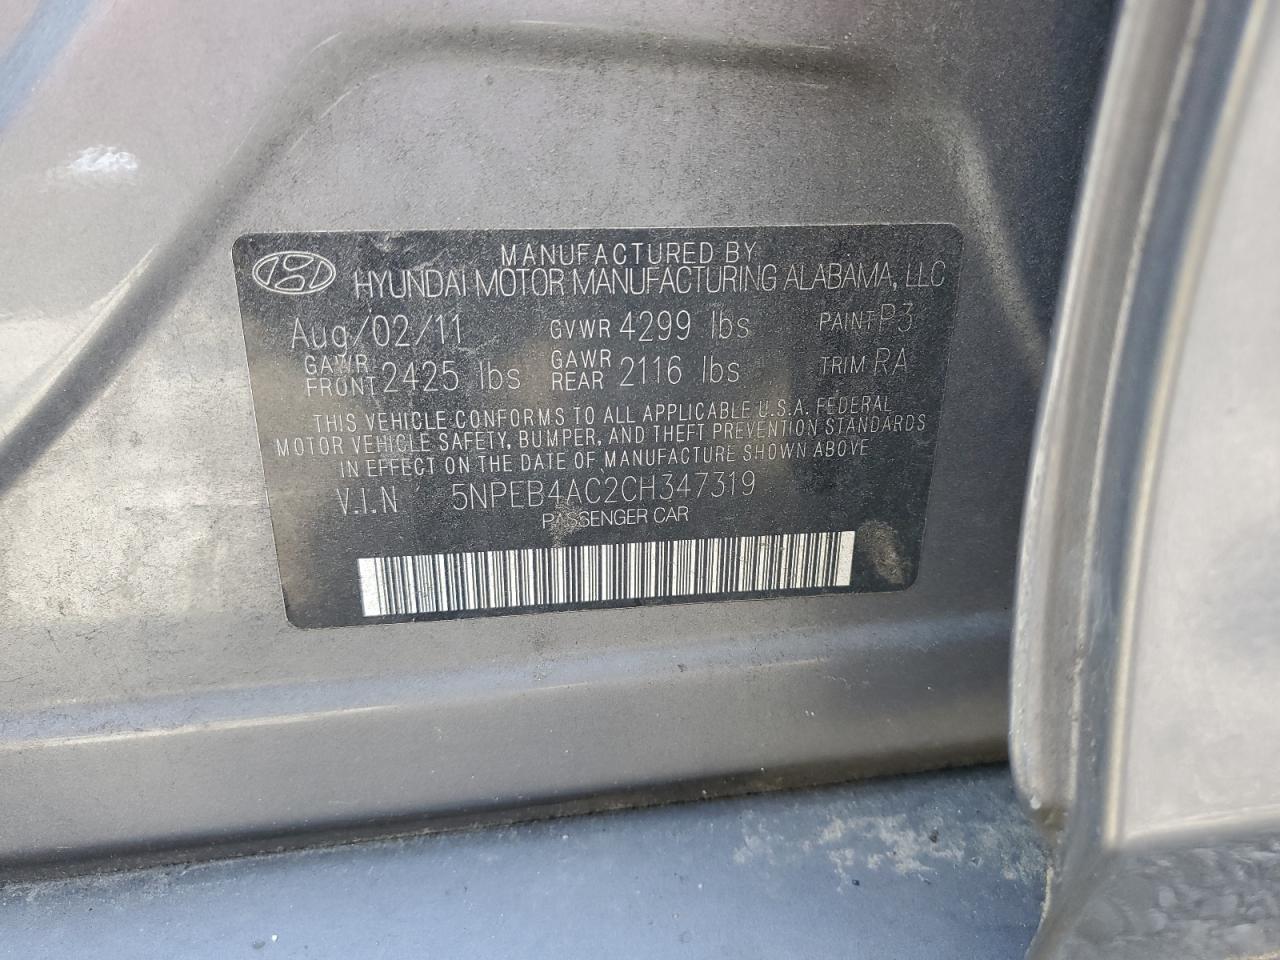 MANUFACTURED BY
HYUNDAI MOTOR MANUFACTURING ALABAMA, LLC
Aug/02/11 GVWR 4299 lbs PAINT P3
GAWR FRONT 2425 lbs GAWR REAR 2116 lbs TRIM RA
THIS VEHICLE CONFORMS TO ALL APPLICABLE U.S.A. FEDERAL
MOTOR VEHICLE SAFETY, BUMPER, AND THEFT PREVENTION STANDARDS
IN EFFECT ON THE DATE OF MANUFACTURE SHOWN ABOVE
V.I.N 5NPEB4AC2CH347319
PASSENGER CAR